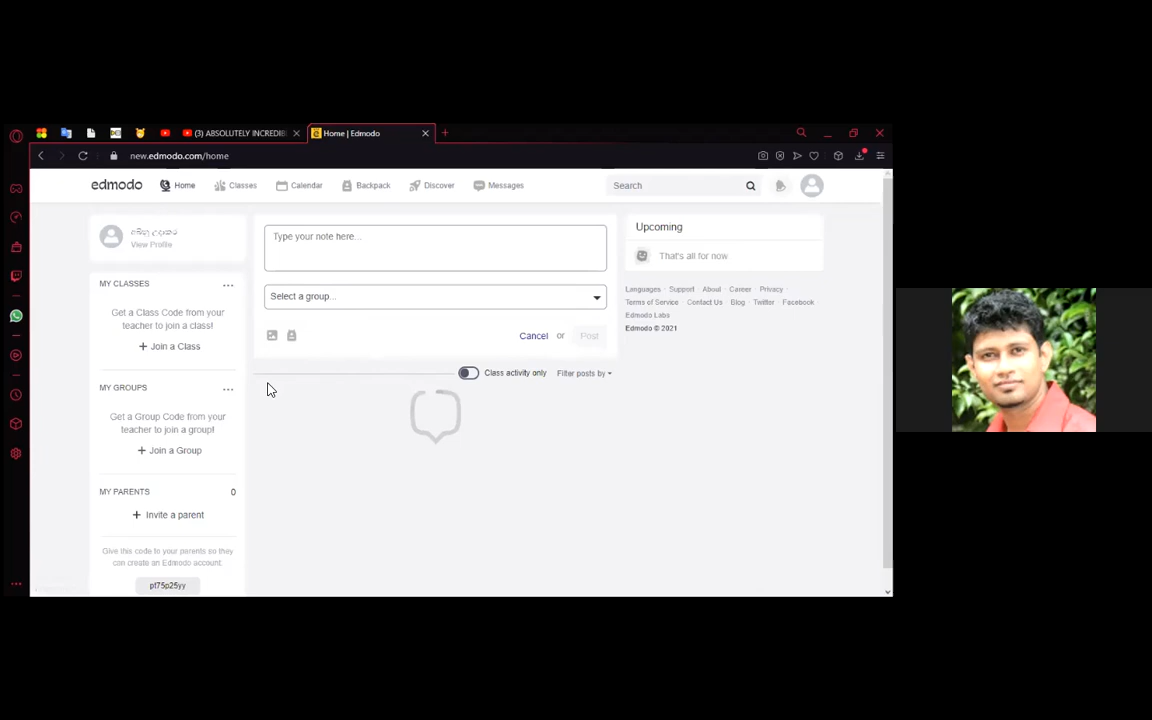 (3) ABSOLUTELY INCREDIBL
Home | Edmodo
new.edmodo.com/home
edmodo
Home
Classes
Calendar
Backpack
Discover
Messages
Search
අභිඳු උදාකර
View Profile
MY CLASSES
Get a Class Code from your
teacher to join a class!
+ Join a Class
MY GROUPS
Get a Group Code from your
teacher to join a group!
+ Join a Group
MY PARENTS 0
+ Invite a parent
Give this code to your parents so they
can create an Edmodo account.
pf75p25yy
Type your note here...
Select a group...
Cancel or Post
Class activity only
Filter posts by
Upcoming
That's all for now
Languages · Support · About · Career · Privacy ·
Terms of Service · Contact Us · Blog · Twitter · Facebook
Edmodo Labs
Edmodo © 2021